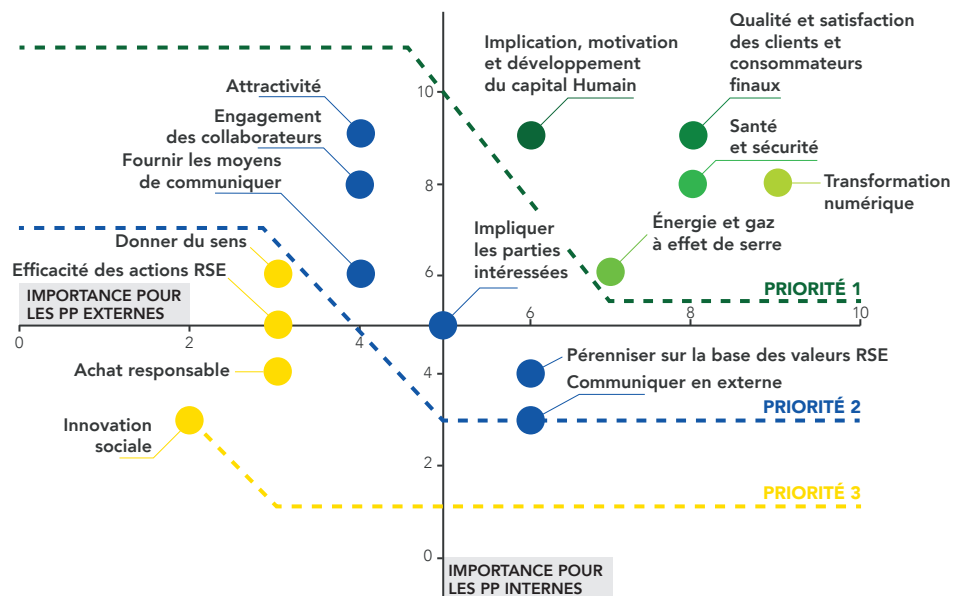 Qualité et satisfaction
des clients et
consommateurs
finaux
Implication, motivation
et développement
du capital Humain
Attractivité
Engagement
des collaborateurs
Fournir les moyens
de communiquer
Santé
et sécurité
Transformation
numérique
Énergie et gaz
à effet de serre
Impliquer
les parties
intéressées
Donner du sens
Efficacité des actions RSE
IMPORTANCE POUR
LES PP EXTERNES
PRIORITÉ 1
10
8
6
4
2
0
0
2
4
6
8
10
Achat responsable
Pérenniser sur la base des valeurs RSE
Communiquer en externe
PRIORITÉ 2
Innovation
sociale
PRIORITÉ 3
IMPORTANCE POUR
LES PP INTERNES